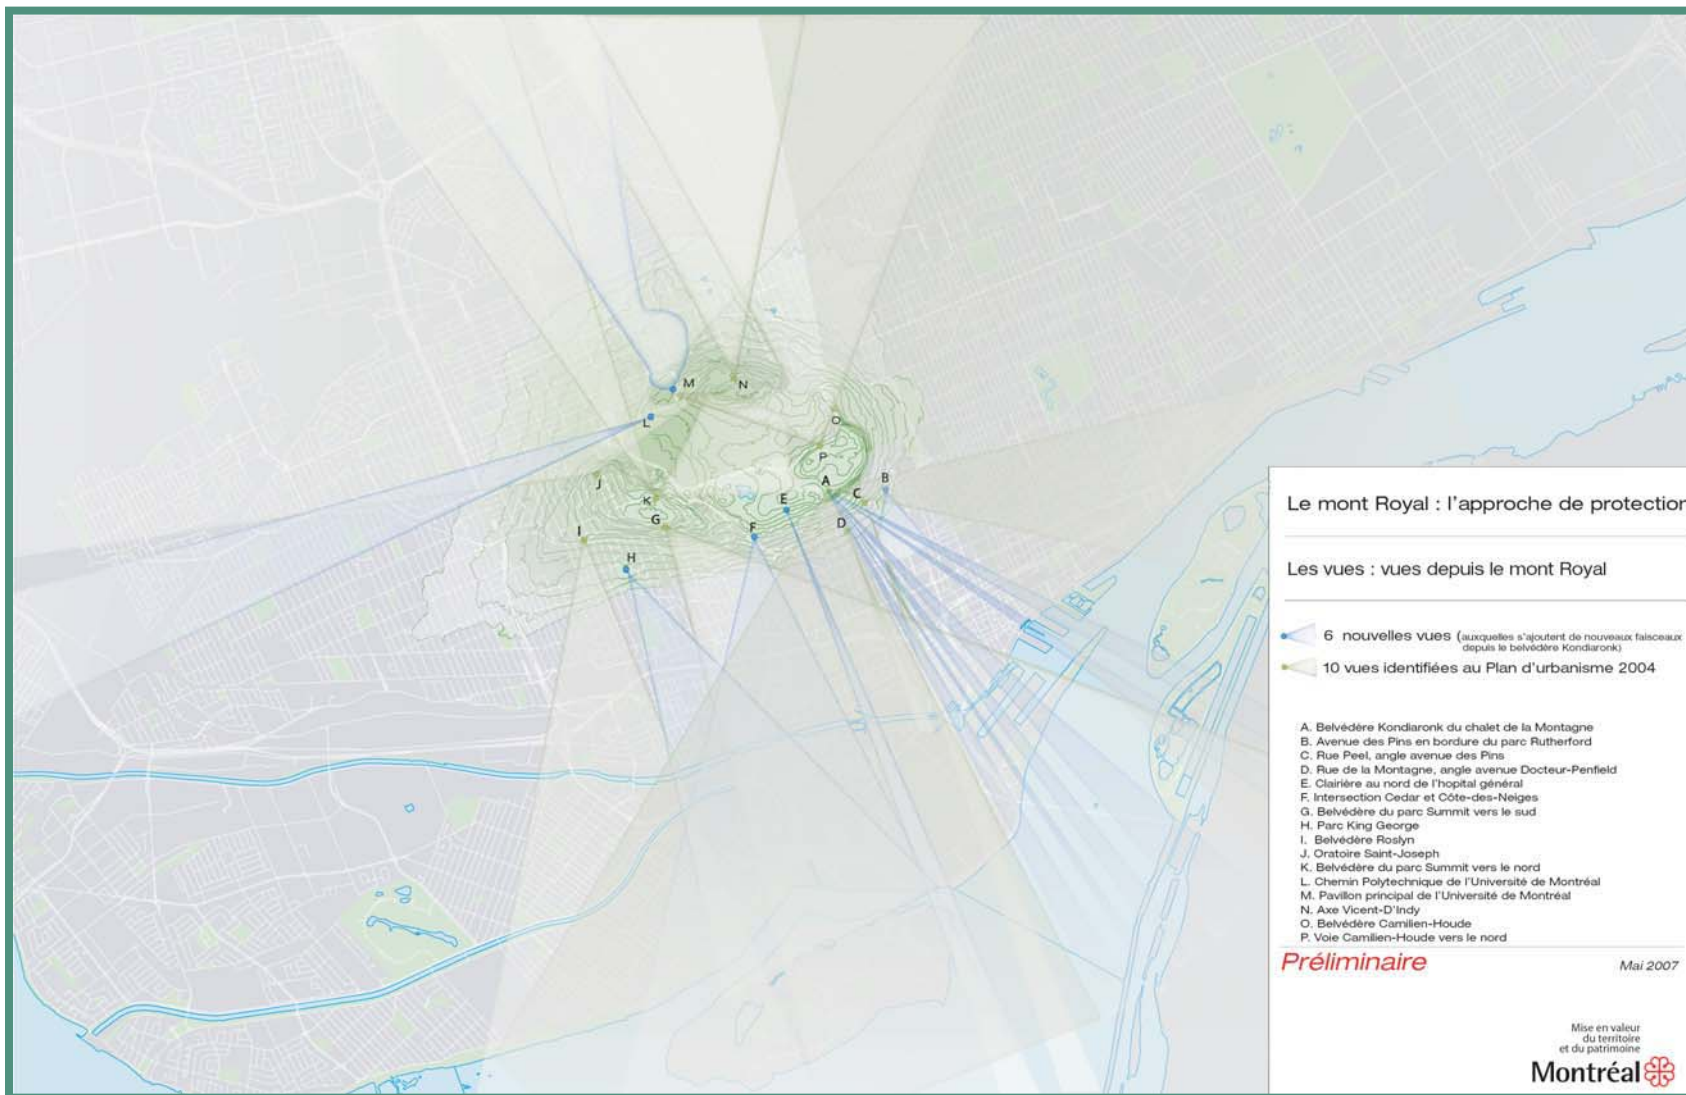 M
N
L
O
P
J
K
A
B
C
E
G
F
D
I
H
Le mont Royal : l'approche de protection
Les vues : vues depuis le mont Royal
6 nouvelles vues (auxquelles s'ajoutent de nouveaux faisceaux
depuis le belvédère Kondiaronk)
10 vues identifiées au Plan d'urbanisme 2004
A. Belvédère Kondiaronk du chalet de la Montagne
B. Avenue des Pins en bordure du parc Rutherford
C. Rue Peel, angle avenue des Pins
D. Rue de la Montagne, angle avenue Docteur-Penfield
E. Clairière au nord de l'hopital général
F. Intersection Cedar et Côte-des-Neiges
G. Belvédère du parc Summit vers le sud
H. Parc King George
I. Belvédère Roslyn
J. Oratoire Saint-Joseph
K. Belvédère du parc Summit vers le nord
L. Chemin Polytechnique de l'Université de Montréal
M. Pavillon principal de l'Université de Montréal
N. Axe Vicent-D'Indy
O. Belvédère Camilien-Houde
P. Voie Camilien-Houde vers le nord
Préliminaire
Mai 2007
Mise en valeur
du territoire
et du patrimoine
Montréal